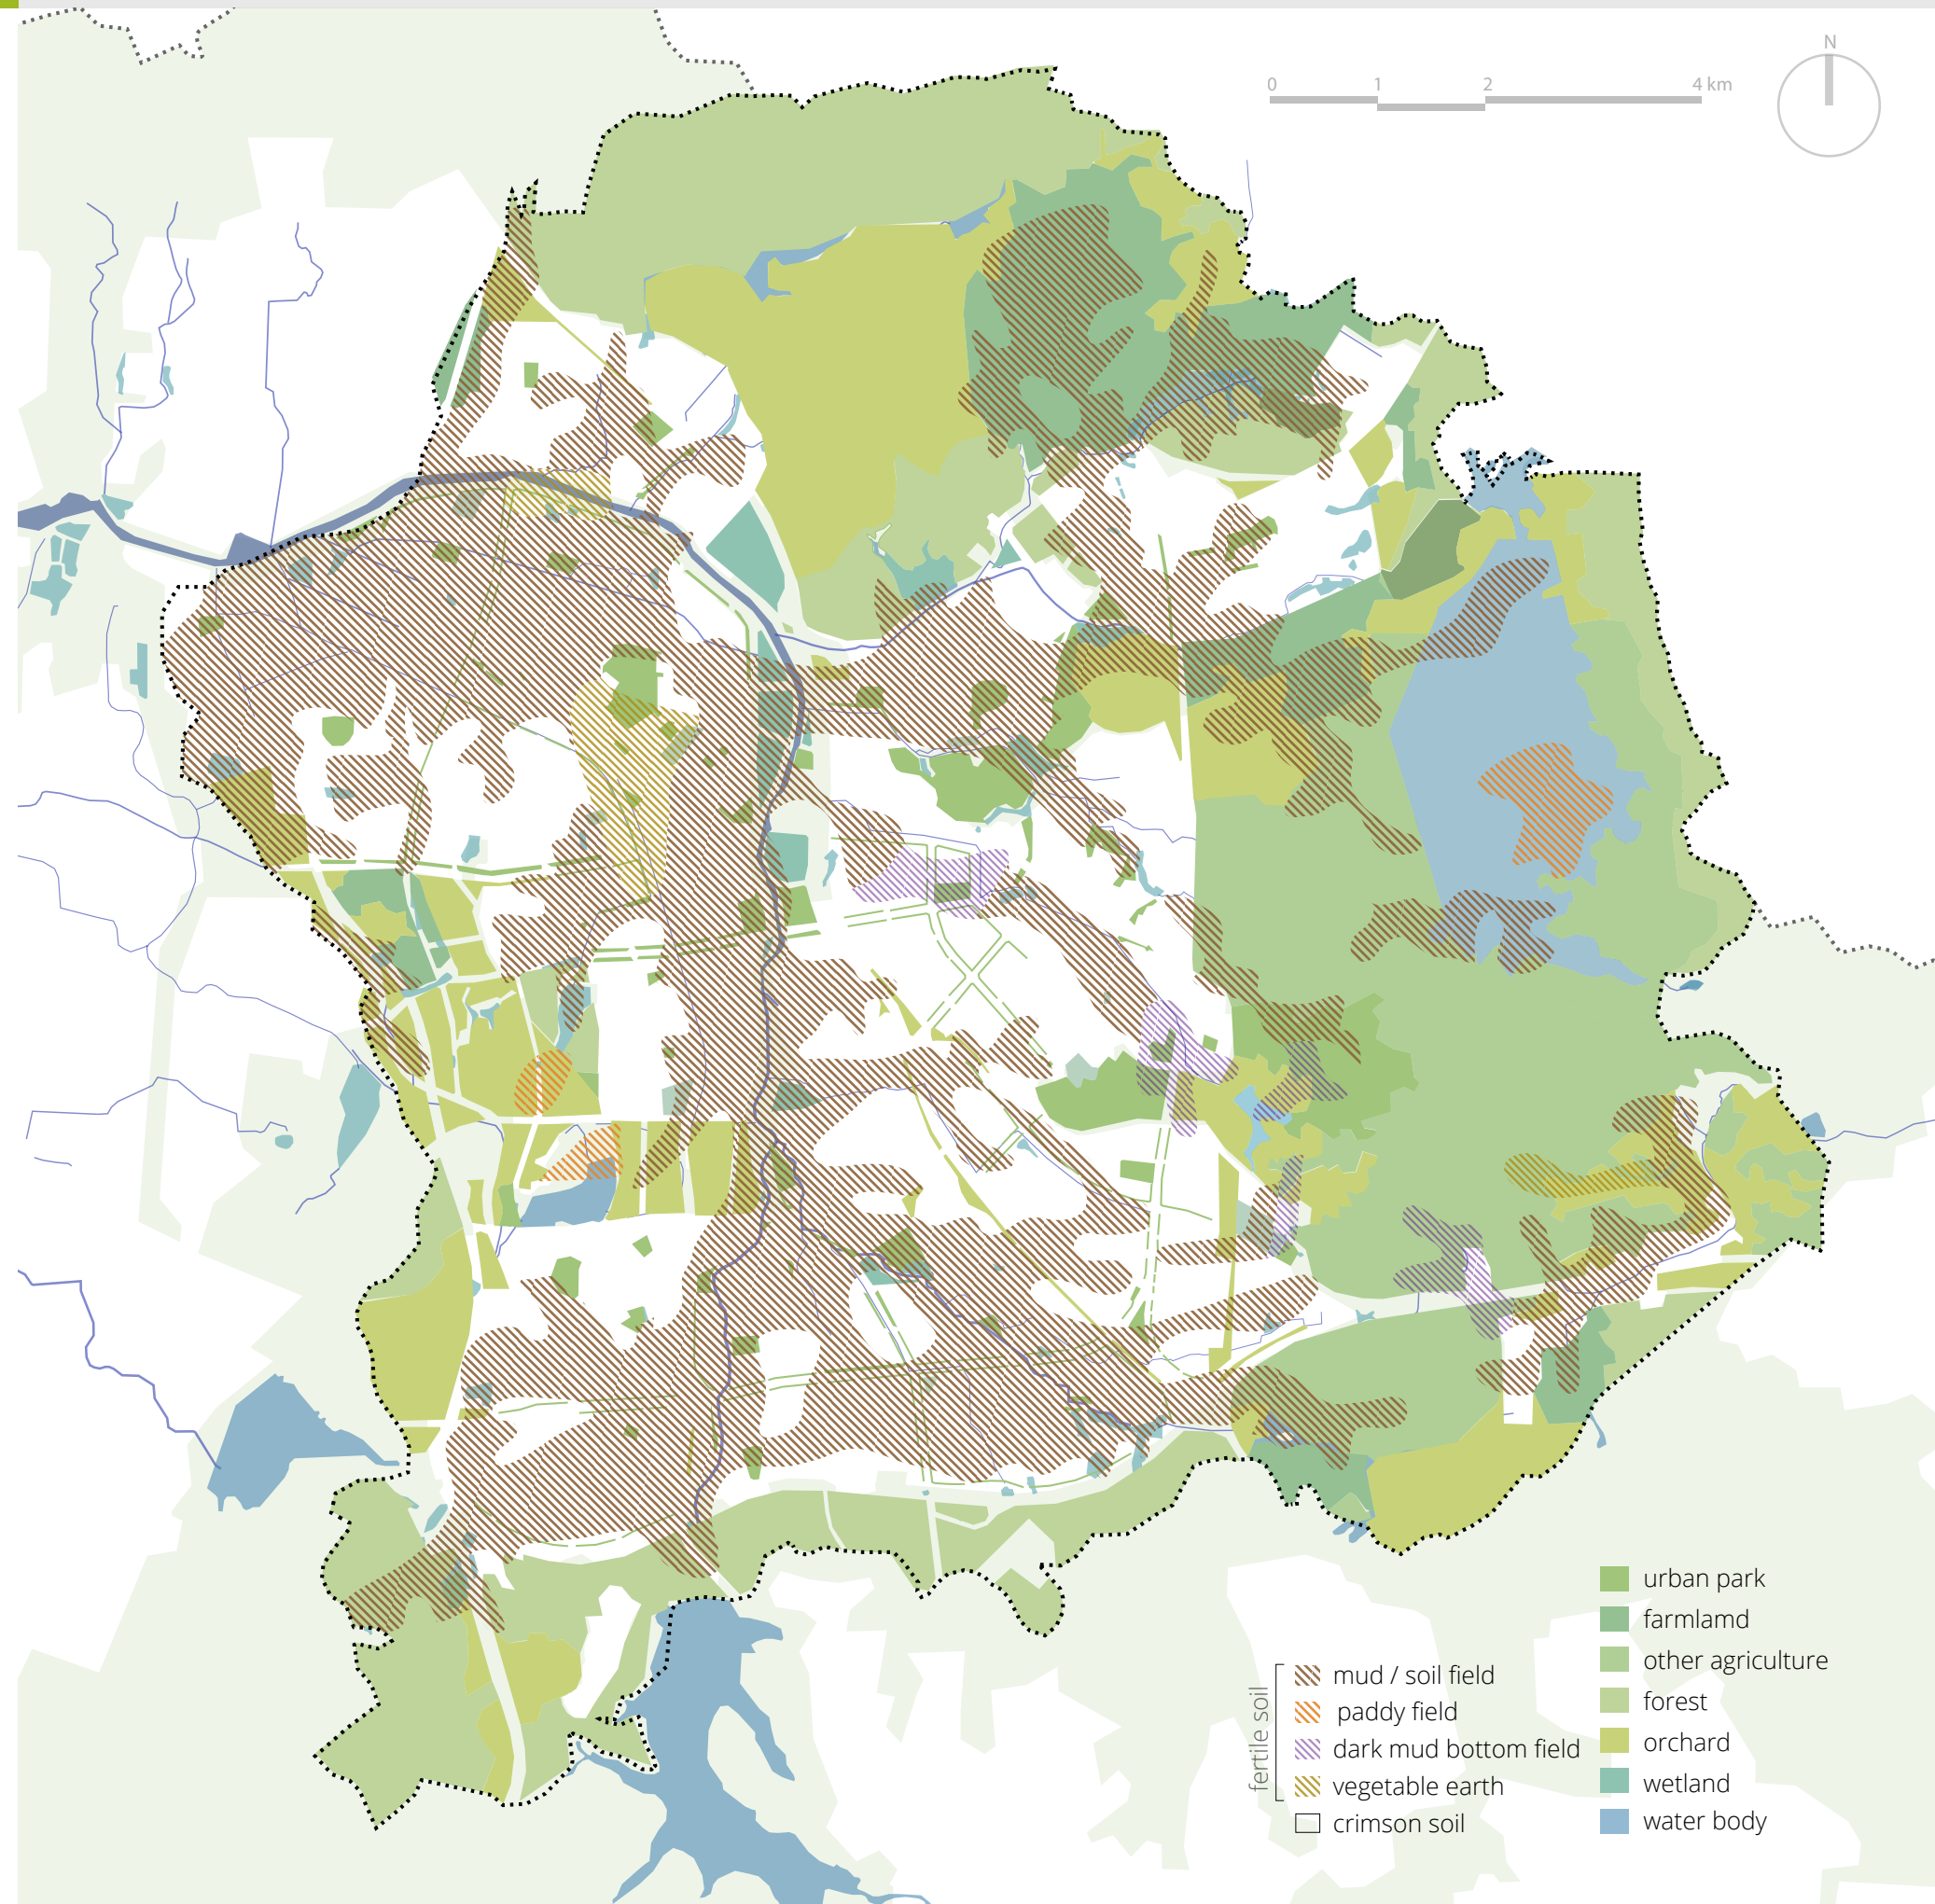 N
0 1 2 4 km
urban park
farmlamd
other agriculture
forest
orchard
wetland
water body
fertile soil
mud / soil field
paddy field
dark mud bottom field
vegetable earth
crimson soil